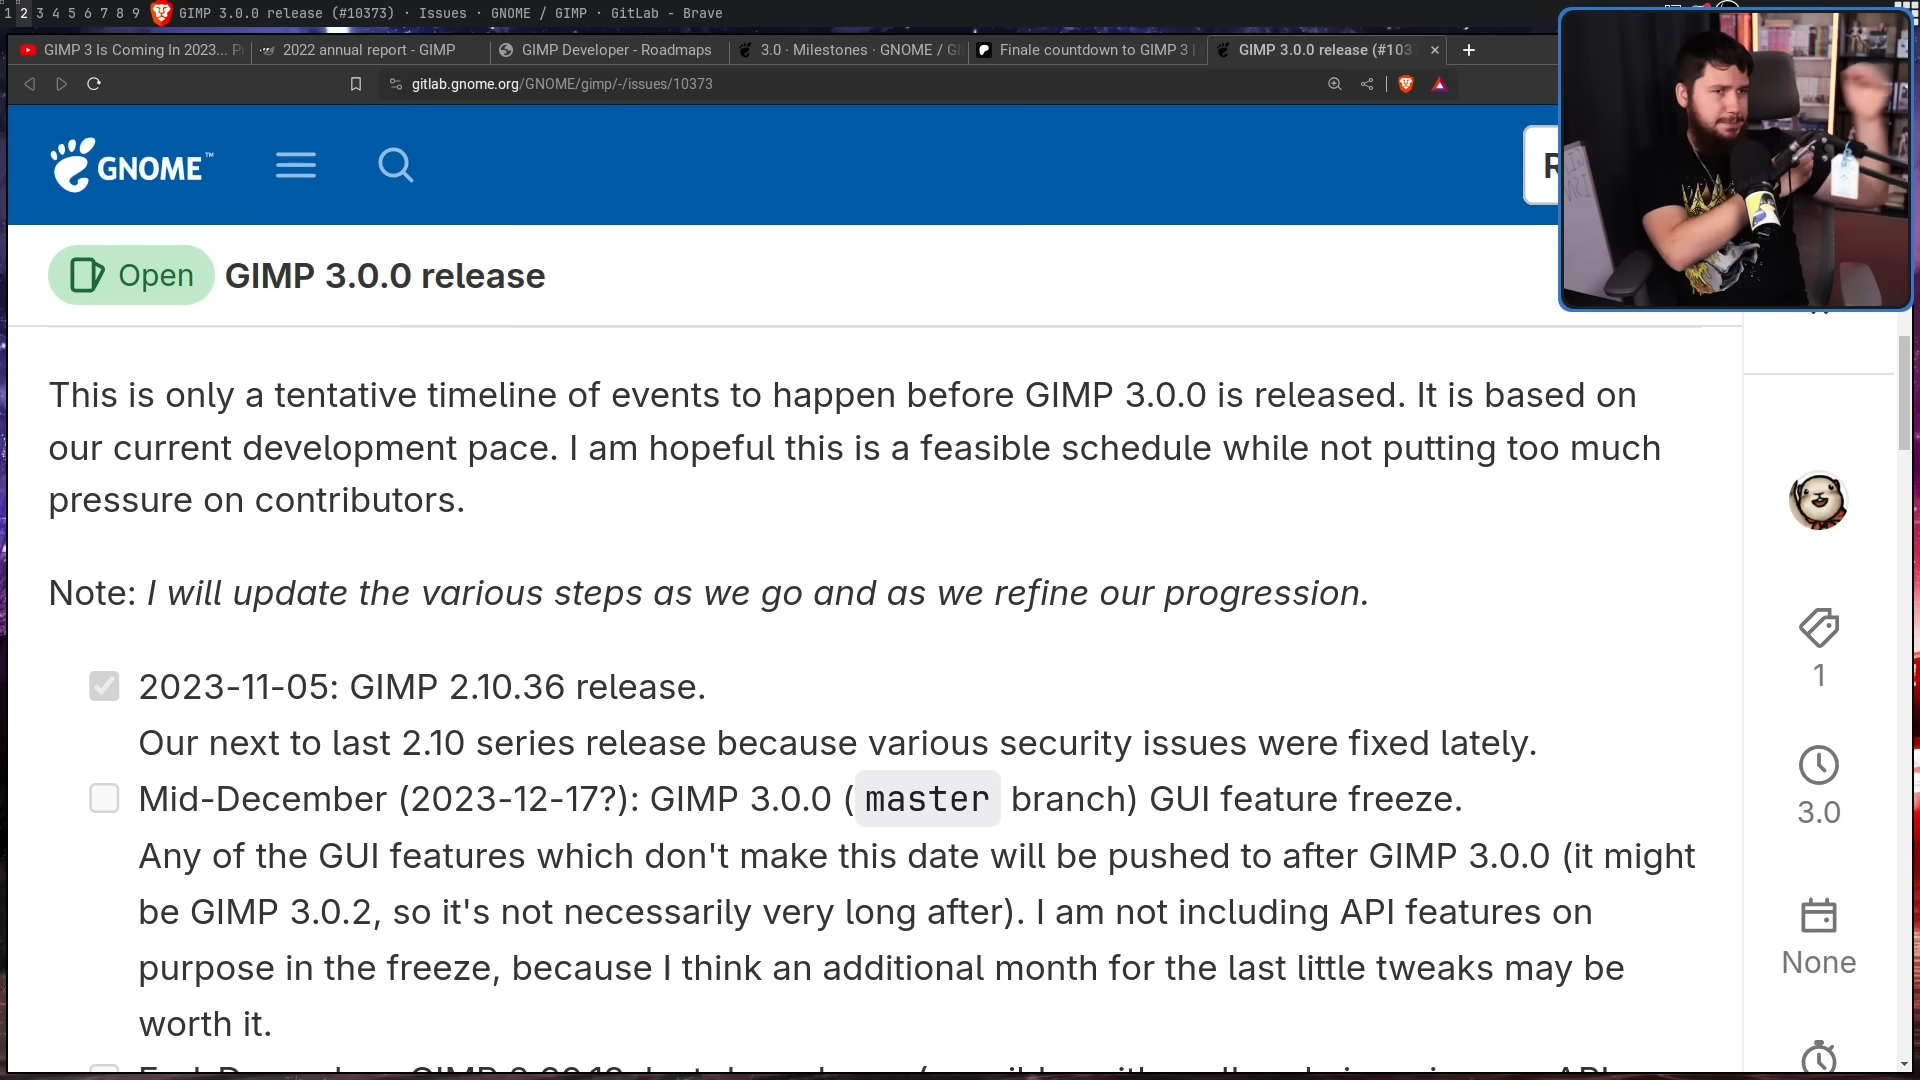 1 2 3 4 5 6 7 8 9 GIMP 3.0.0 release (#10373) · Issues · GNOME / GIMP · GitLab - Brave
GIMP 3 Is Coming In 2023... P
2022 annual report - GIMP
GIMP Developer - Roadmaps
3.0 · Milestones · GNOME / GI
Finale countdown to GIMP 3 |
GIMP 3.0.0 release (#1037
gitlab.gnome.org/GNOME/gimp/-/issues/10373
GNOME™
Open GIMP 3.0.0 release
This is only a tentative timeline of events to happen before GIMP 3.0.0 is released. It is based on
our current development pace. I am hopeful this is a feasible schedule while not putting too much
pressure on contributors.
Note: I will update the various steps as we go and as we refine our progression.
2023-11-05: GIMP 2.10.36 release.
Our next to last 2.10 series release because various security issues were fixed lately.
Mid-December (2023-12-17?): GIMP 3.0.0 (master branch) GUI feature freeze.
Any of the GUI features which don't make this date will be pushed to after GIMP 3.0.0 (it might
be GIMP 3.0.2, so it's not necessarily very long after). I am not including API features on
purpose in the freeze, because I think an additional month for the last little tweaks may be
worth it.
1
3.0
None